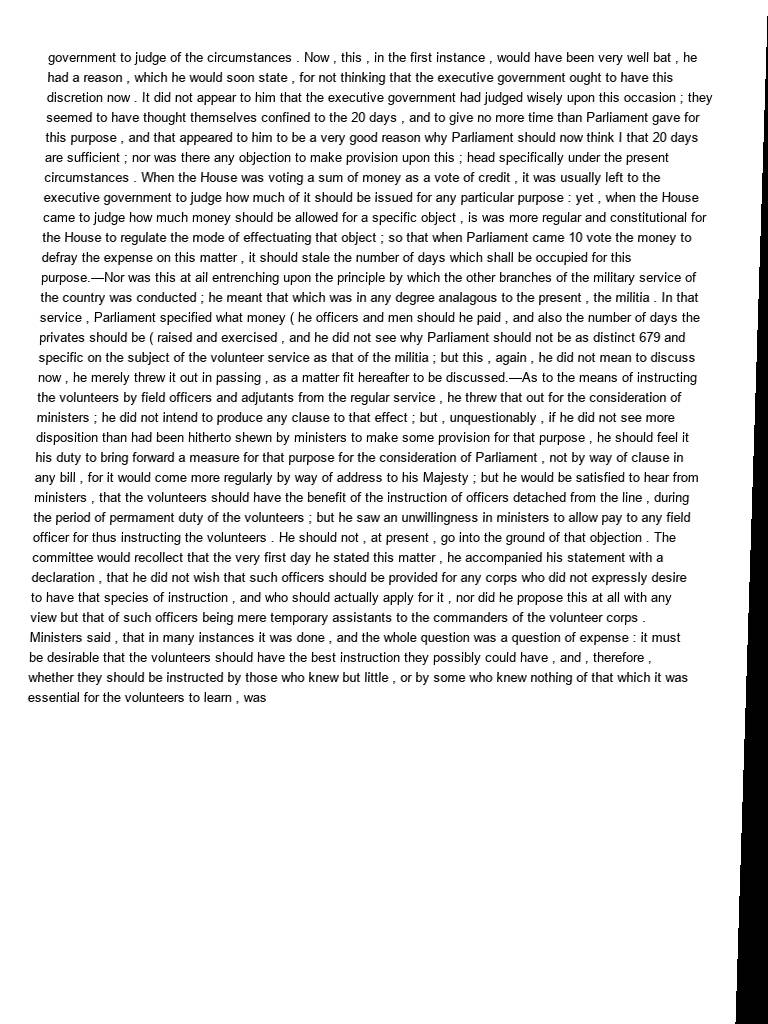 government to judge of the circumstances . Now , this , in the first instance , would have been very well bat , he
had a reason , which he would soon state , for not thinking that the executive government ought to have this
discretion now . It did not appear to him that the executive government had judged wisely upon this occasion ; they
seemed to have thought themselves confined to the 20 days , and to give no more time than Parliament gave for
this purpose , and that appeared to him to be a very good reason why Parliament should now think I that 20 days
are sufficient ; nor was there any objection to make provision upon this ; head specifically under the present
circumstances . When the House was voting a sum of money as a vote of credit , it was usually left to the
executive government to judge how much of it should be issued for any particular purpose : yet , when the House
came to judge how much money should be allowed for a specific object , is was more regular and constitutional for
the House to regulate the mode of effectuating that object ; so that when Parliament came 10 vote the money to
defray the expense on this matter , it should stale the number of days which shall be occupied for this
purpose.—Nor was this at ail entrenching upon the principle by which the other branches of the military service of
the country was conducted ; he meant that which was in any degree analagous to the present , the militia . In that
service , Parliament specified what money ( he officers and men should he paid , and also the number of days the
privates should be ( raised and exercised , and he did not see why Parliament should not be as distinct 679 and
specific on the subject of the volunteer service as that of the militia ; but this , again , he did not mean to discuss
now , he merely threw it out in passing , as a matter fit hereafter to be discussed.—As to the means of instructing
the volunteers by field officers and adjutants from the regular service , he threw that out for the consideration of
ministers ; he did not intend to produce any clause to that effect ; but , unquestionably , if he did not see more
disposition than had been hitherto shewn by ministers to make some provision for that purpose , he should feel it
his duty to bring forward a measure for that purpose for the consideration of Parliament , not by way of clause in
any bill , for it would come more regularly by way of address to his Majesty ; but he would be satisfied to hear from
ministers , that the volunteers should have the benefit of the instruction of officers detached from the line , during
the period of permament duty of the volunteers ; but he saw an unwillingness in ministers to allow pay to any field
officer for thus instructing the volunteers . He should not , at present , go into the ground of that objection . The
committee would recollect that the very first day he stated this matter , he accompanied his statement with a
declaration , that he did not wish that such officers should be provided for any corps who did not expressly desire
to have that species of instruction , and who should actually apply for it , nor did he propose this at all with any
view but that of such officers being mere temporary assistants to the commanders of the volunteer corps .
Ministers said , that in many instances it was done , and the whole question was a question of expense : it must
be desirable that the volunteers should have the best instruction they possibly could have , and , therefore ,
whether they should be instructed by those who knew but little , or by some who knew nothing of that which it was
essential for the volunteers to learn , was